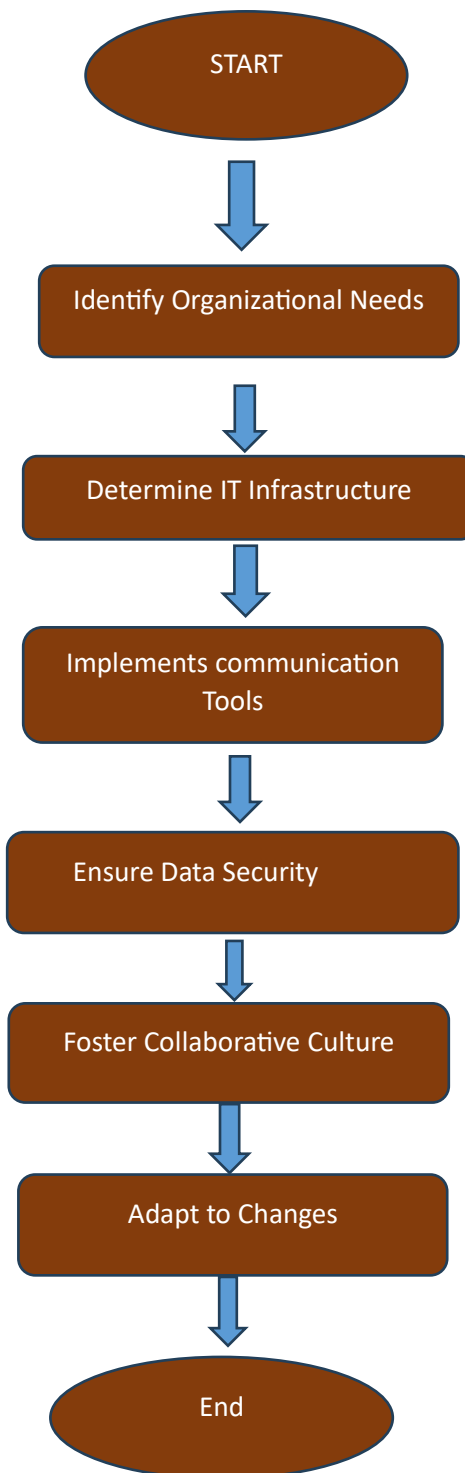 START
Identify Organizational Needs
Determine IT Infrastructure
Implements communication
Tools
Ensure Data Security
Foster Collaborative Culture
Adapt to Changes
End